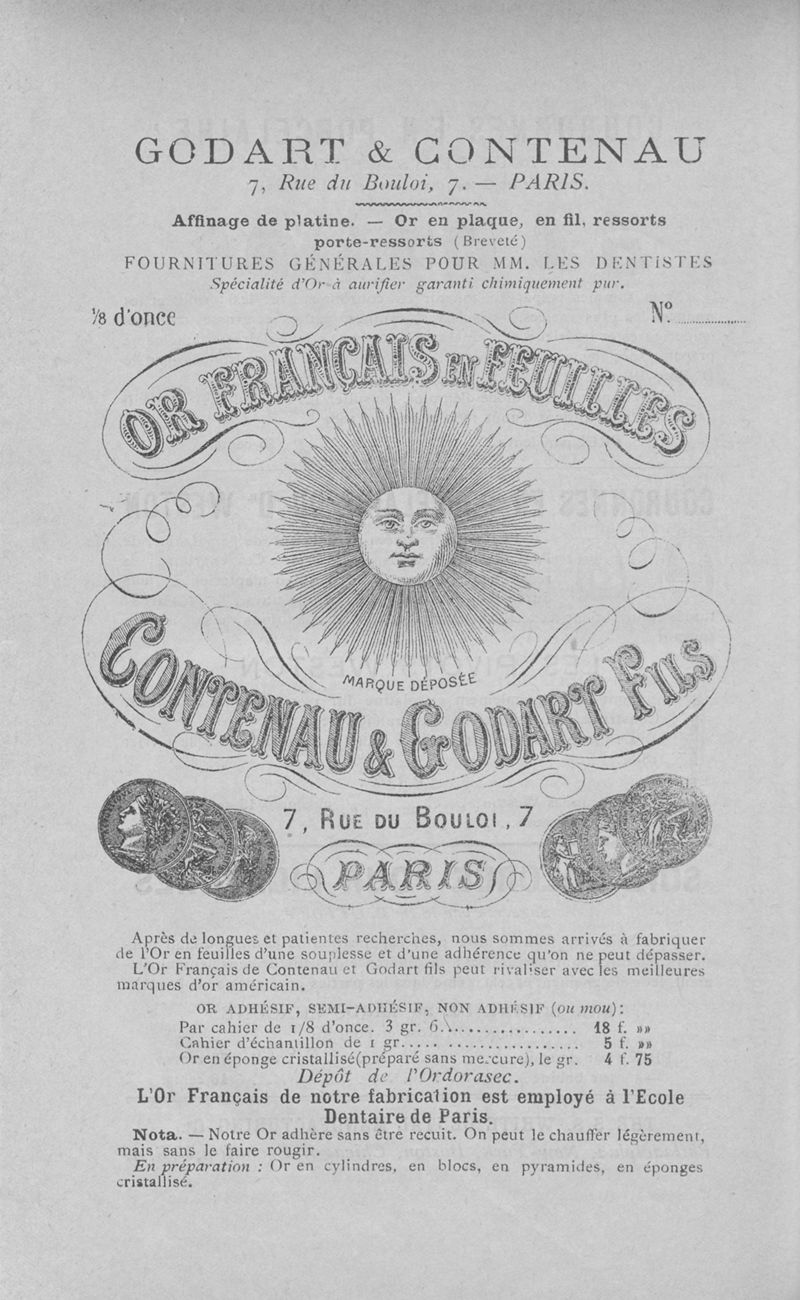 GODART & CONTENAU
7, Rue du Bouloi, 7. — PARIS.
Affinage de platine. — Or en plaque, en fil, ressorts
porte-ressorts (Breveté)
FOURNITURES GÉNÉRALES POUR MM. LES DENTISTES
Spécialité d'Or à aurifier garanti chimiquement pur.
⅛ d'once Nº
OR FRANÇAIS EN FEUILLES
MARQUE DÉPOSÉE
CONTENAU & GODART FILS
7, RUE DU BOULOI, 7
PARIS
Après de longues et patientes recherches, nous sommes arrivés à fabriquer
de l'Or en feuilles d'une souplesse et d'une adhérence qu'on ne peut dépasser.
L'Or Français de Contenau et Godart fils peut rivaliser avec les meilleures
marques d'or américain.
OR ADHÉSIF, SEMI-ADHÉSIF, NON ADHÉSIF (ou mou):
Par cahier de 1/8 d'once. 3 gr. 6.................. 18 f. »»
Cahier d'échantillon de 1 gr..................... 5 f. »»
Or en éponge cristallisé (préparé sans mercure), le gr. 4 f. 75
Dépôt de l'Ordorasec.
L'Or Français de notre fabrication est employé à l'Ecole
Dentaire de Paris.
Nota. — Notre Or adhère sans être recuit. On peut le chauffer légèrement,
mais sans le faire rougir.
En préparation : Or en cylindres, en blocs, en pyramides, en éponges
cristallisé.